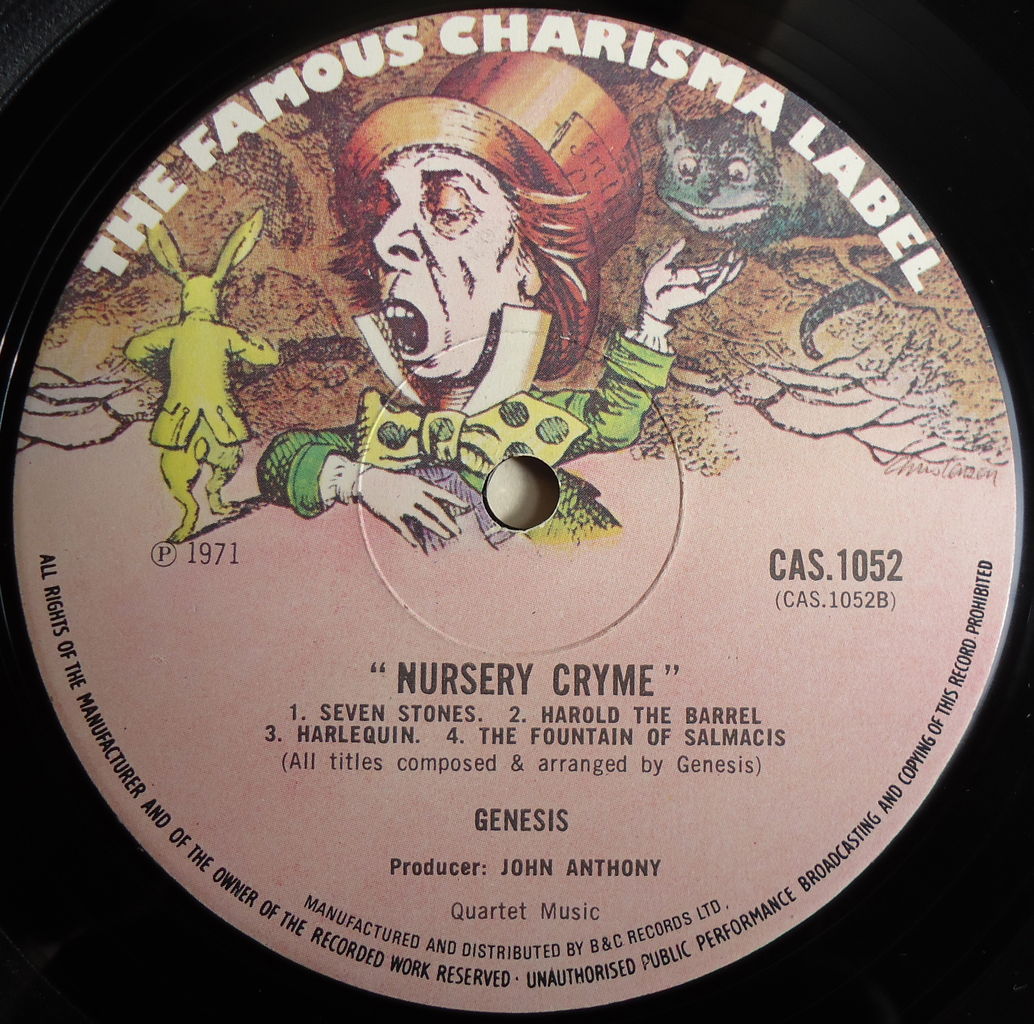 THE FAMOUS CHARISMA LABEL
Christensen
℗ 1971
CAS.1052
(CAS.1052B)
“NURSERY CRYME”
1. SEVEN STONES. 2. HAROLD THE BARREL
3. HARLEQUIN. 4. THE FOUNTAIN OF SALMACIS
(All titles composed & arranged by Genesis)
GENESIS
Producer: JOHN ANTHONY
Quartet Music
MANUFACTURED AND DISTRIBUTED BY B&C RECORDS LTD.
ALL RIGHTS OF THE MANUFACTURER AND OF THE OWNER OF THE RECORDED WORK RESERVED · UNAUTHORISED PUBLIC PERFORMANCE BROADCASTING AND COPYING OF THIS RECORD PROHIBITED